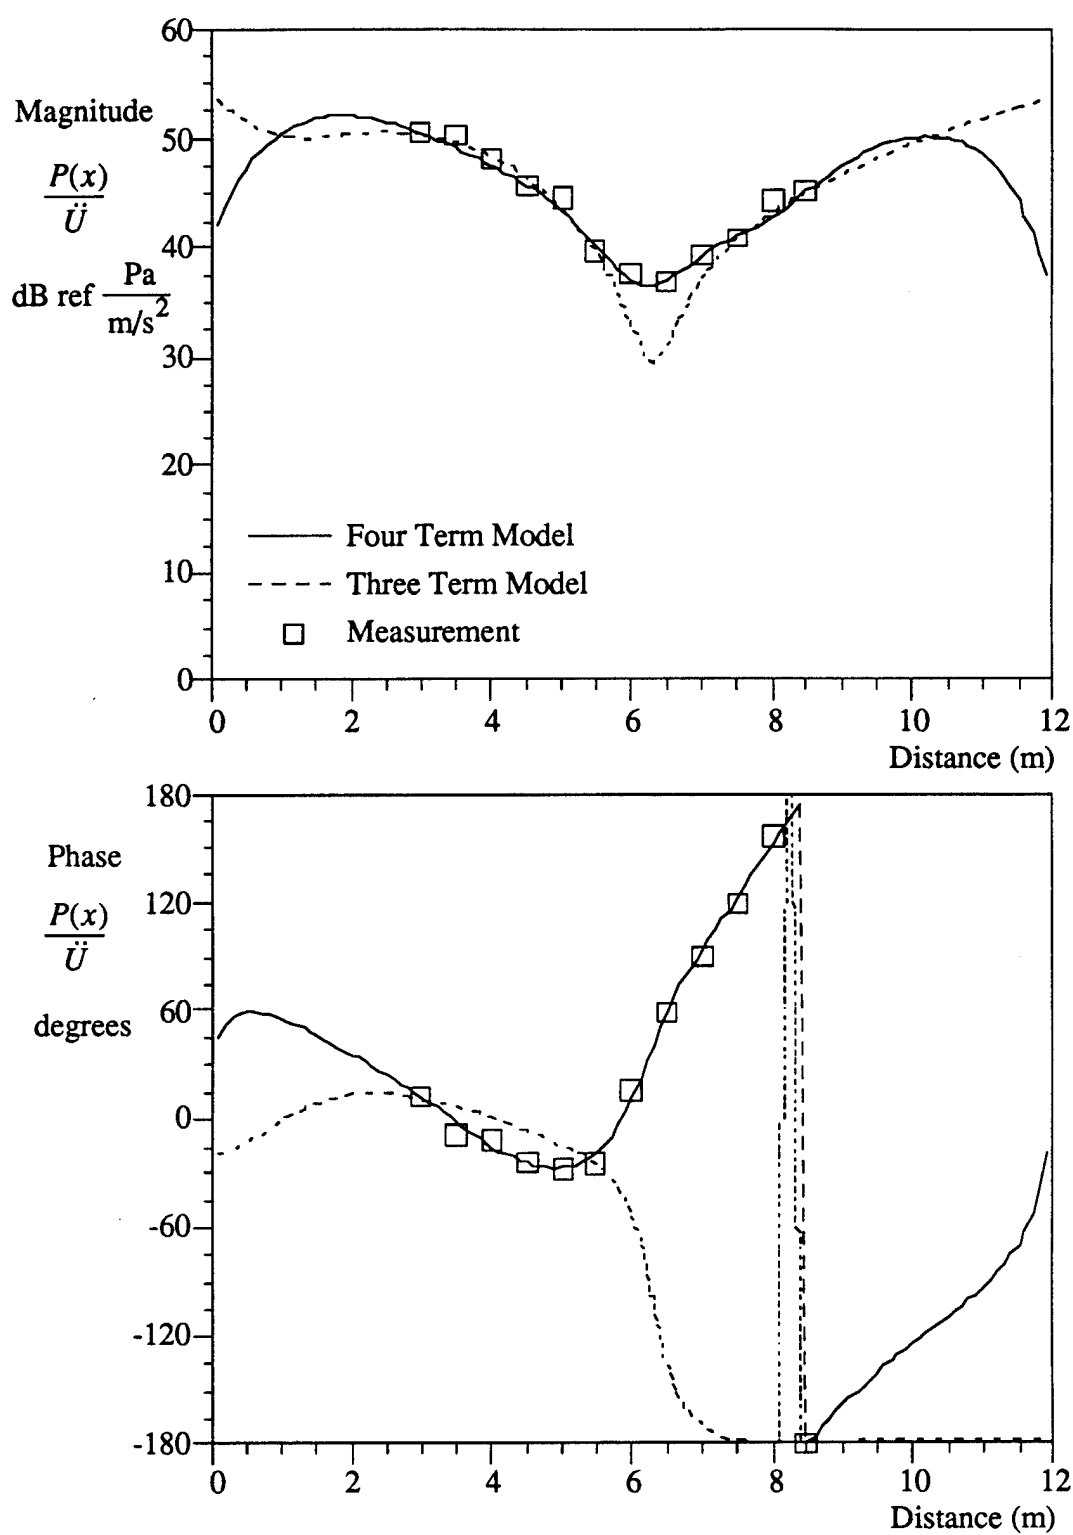 60
50
40
30
20
10
0
Magnitude
P(x)
Ü
dB ref Pa
m/s²
Four Term Model
Three Term Model
Measurement
0 2 4 6 8 10 12
Distance (m)
180
120
60
0
-60
-120
-180
Phase
P(x)
Ü
degrees
0 2 4 6 8 10 12
Distance (m)